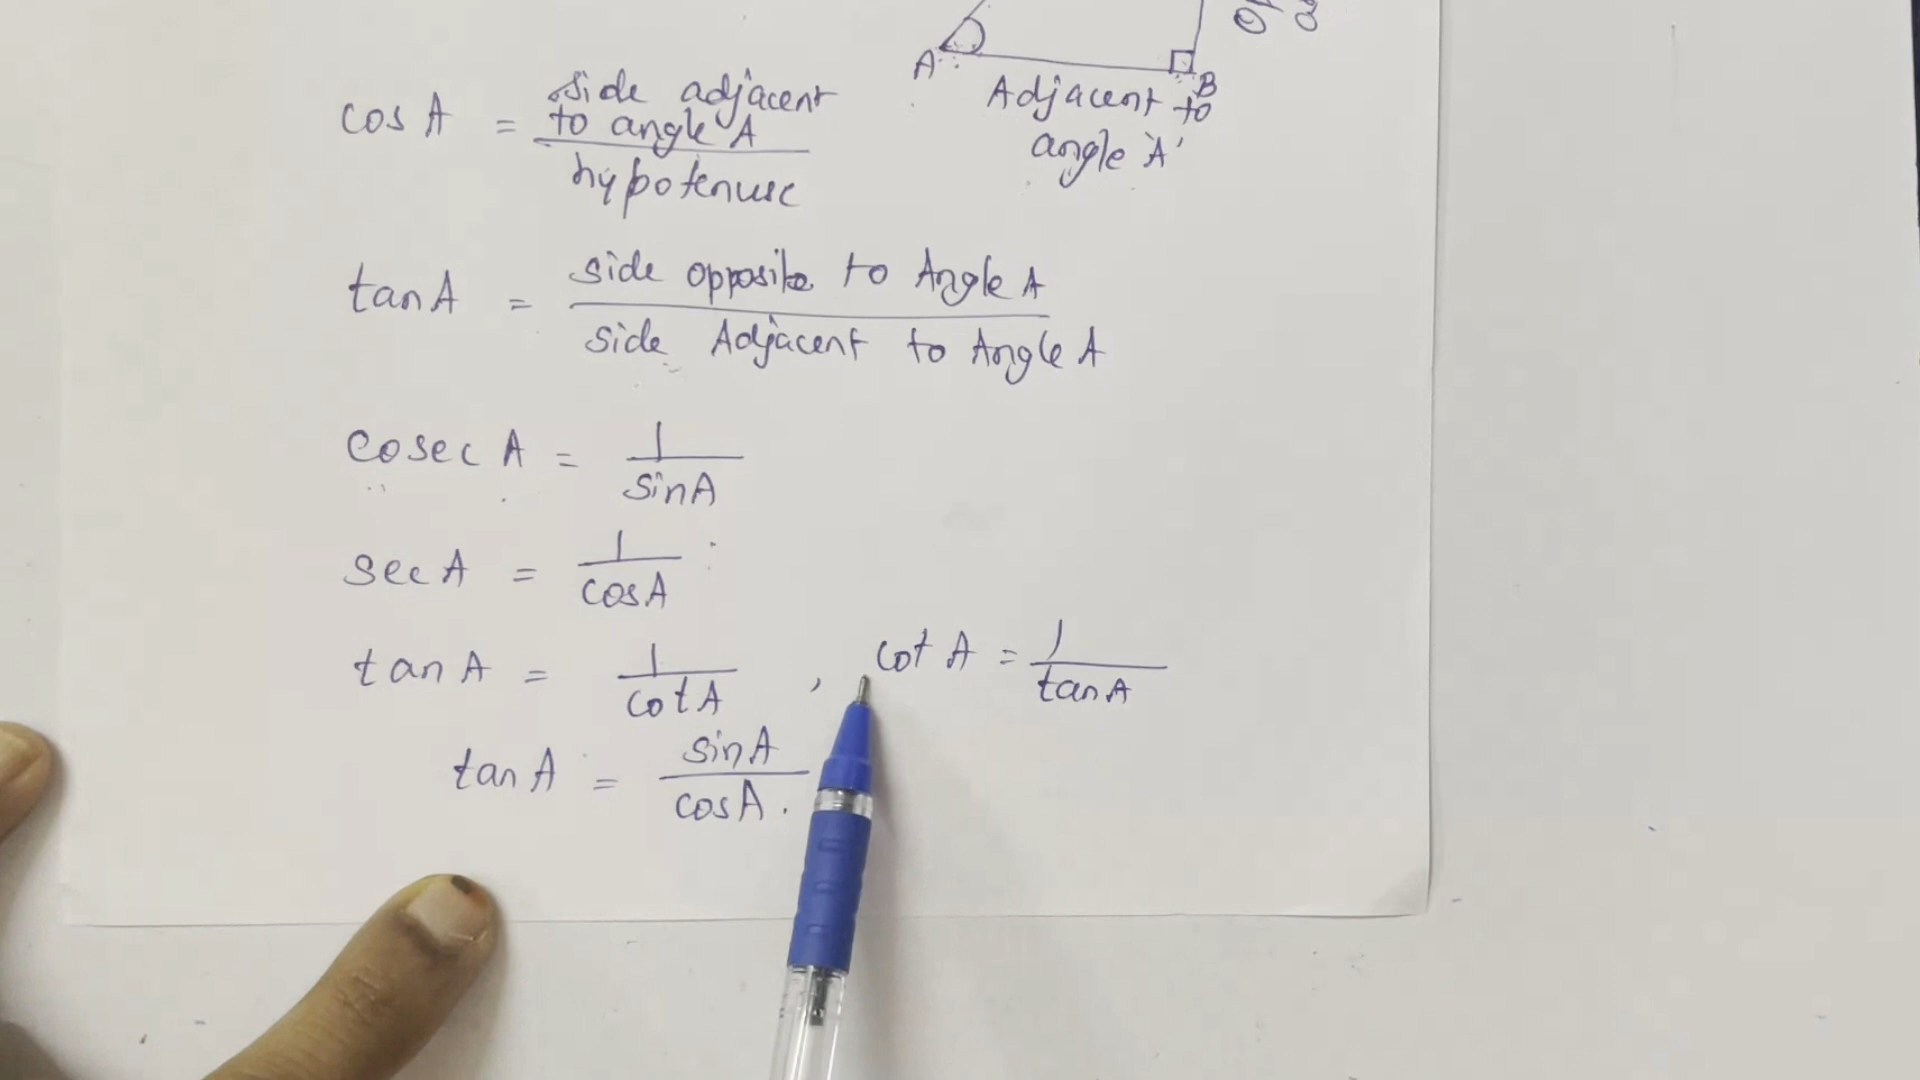 A
B
Adjacent to
angle 'A'
cos A = side adjacent
to angle A
hypotenuse
tan A = side opposite to Angle A
side Adjacent to Angle A
cosec A = 1
sin A
sec A = 1
cos A
tan A = 1 , cot A = 1
cot A tan A
tan A = sin A
cos A .